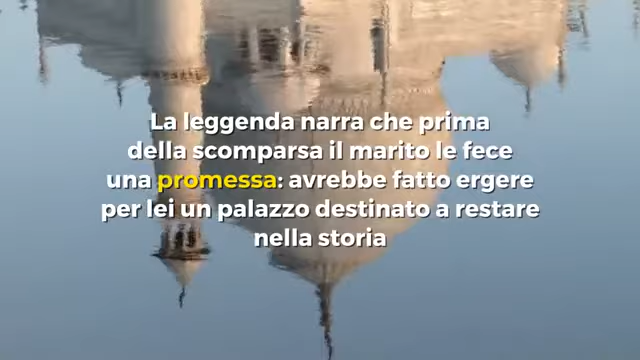 La leggenda narra che prima
della scomparsa il marito le fece
una promessa: avrebbe fatto ergere
per lei un palazzo destinato a restare
nella storia